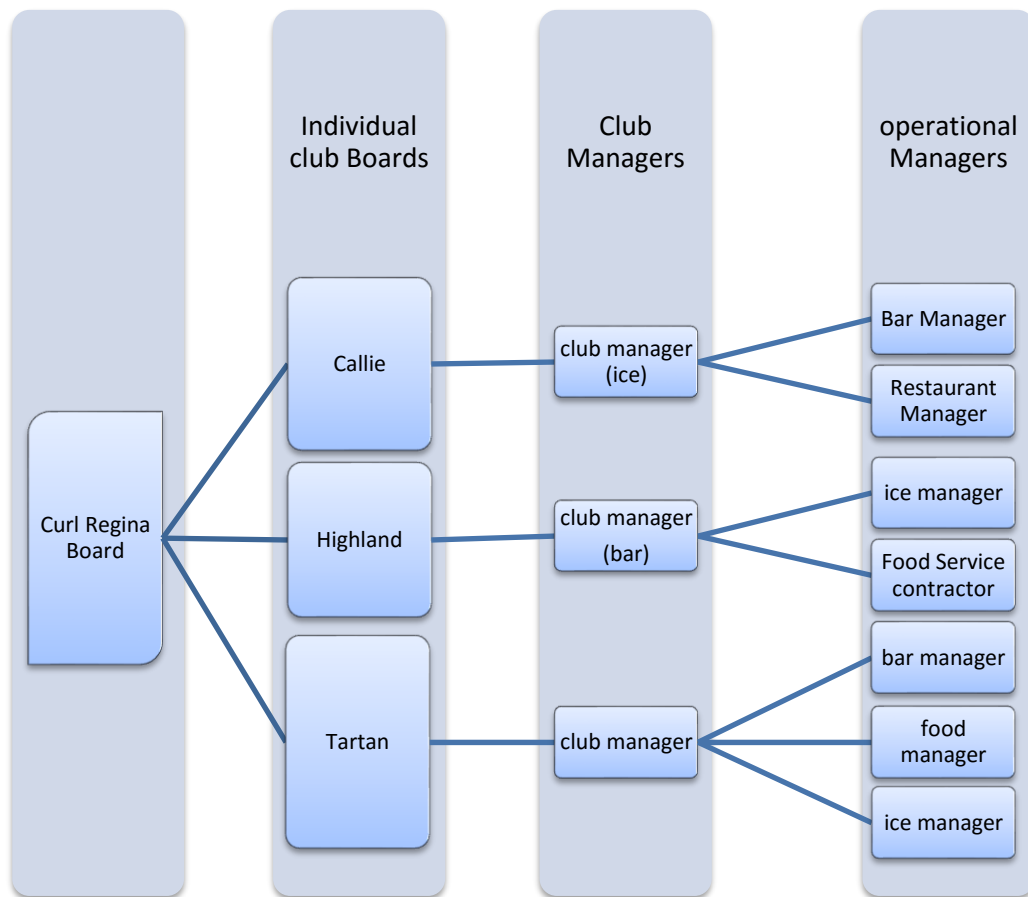 Individual
club Boards
Club
Managers
operational
Managers
Curl Regina
Board
Callie
Highland
Tartan
club manager
(ice)
club manager
(bar)
club manager
Bar Manager
Restaurant
Manager
ice manager
Food Service
contractor
bar manager
food
manager
ice manager